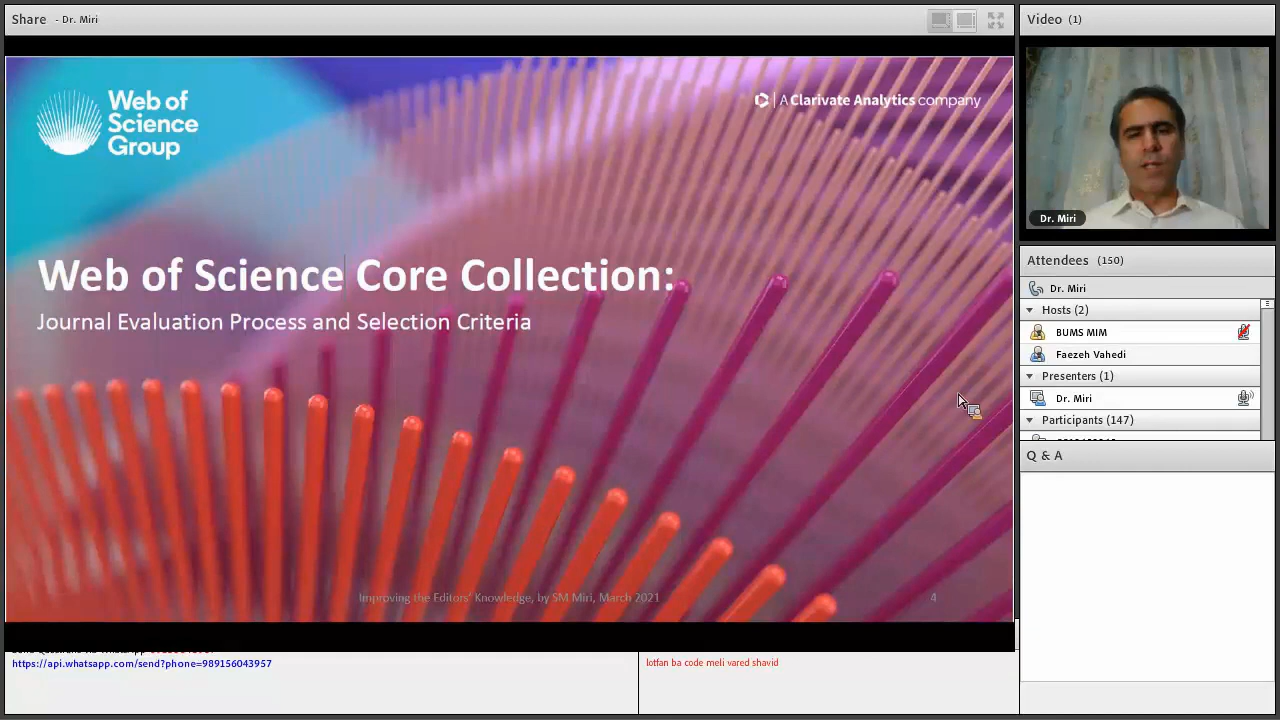 Share - Dr. Miri
Web of
Science
Group
A Clarivate Analytics company
Web of Science Core Collection:
Journal Evaluation Process and Selection Criteria
Improving the Editors' Knowledge, by SM Miri, March 2021
4
https://api.whatsapp.com/send?phone=989156043957
lotfan ba code meli vared shavid
Video (1)
Dr. Miri
Attendees (150)
Dr. Miri
Hosts (2)
BUMS MIM
Faezeh Vahedi
Presenters (1)
Dr. Miri
Participants (147)
Q & A